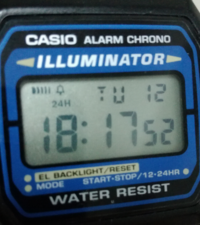 CASIO ALARM CHRONO
ILLUMINATOR
TU 12
24H
18:17 52
EL BACKLIGHT/RESET
MODE START·STOP/12-24HR
WATER RESIST